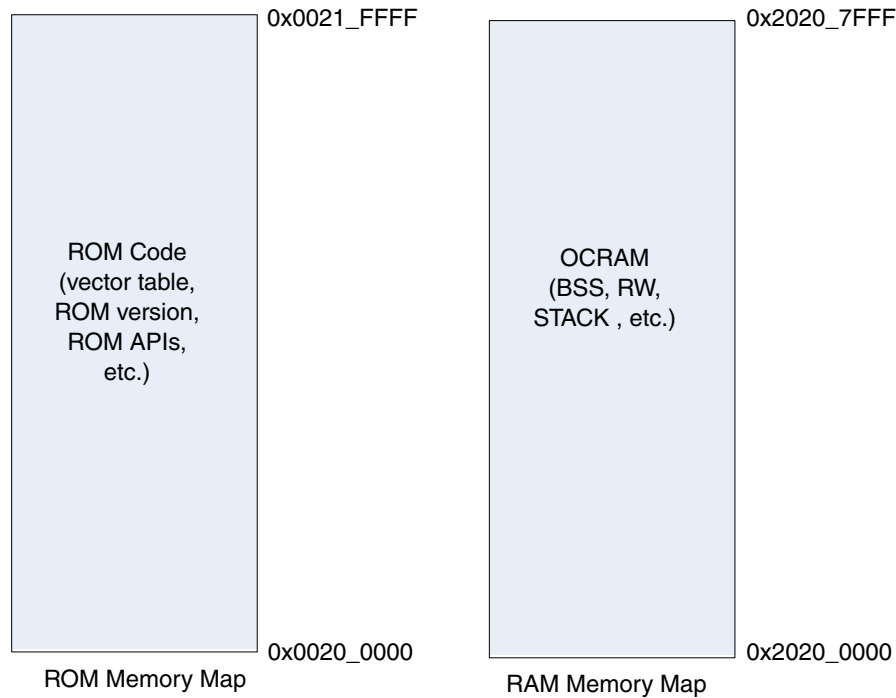 0x0021_FFFF
ROM Code
(vector table,
ROM version,
ROM APIs,
etc.)
0x0020_0000
ROM Memory Map
0x2020_7FFF
OCRAM
(BSS, RW,
STACK , etc.)
0x2020_0000
RAM Memory Map